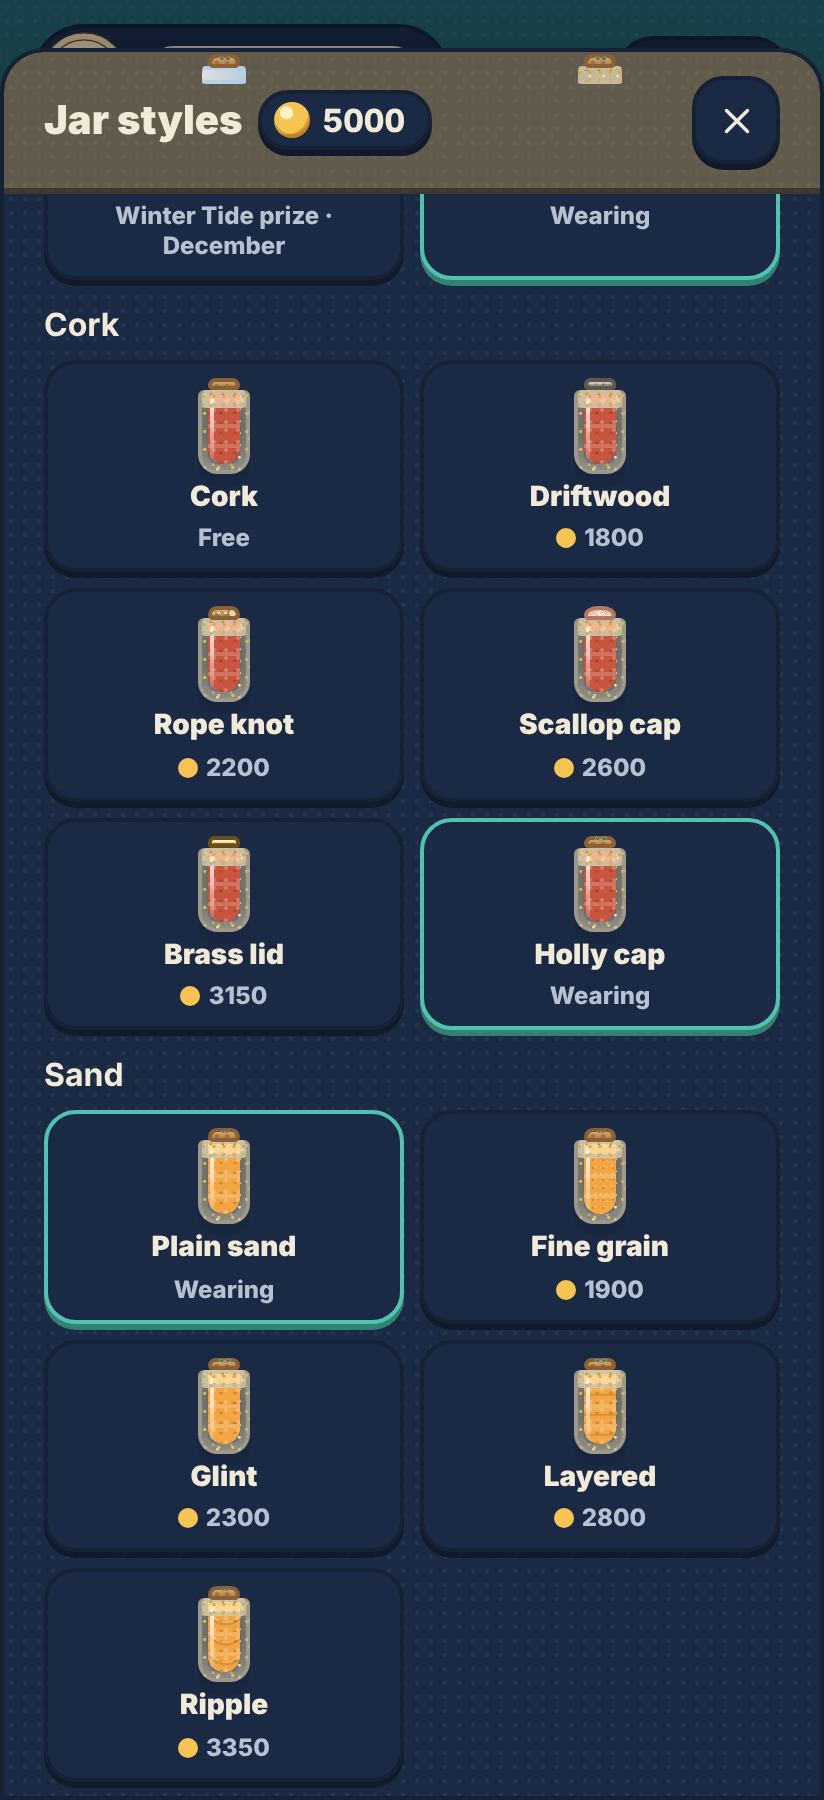 Jar styles
5000
Winter Tide prize ·
December
Wearing
Cork
Cork
Free
Driftwood
1800
Rope knot
2200
Scallop cap
2600
Brass lid
3150
Holly cap
Wearing
Sand
Plain sand
Wearing
Fine grain
1900
Glint
2300
Layered
2800
Ripple
3350